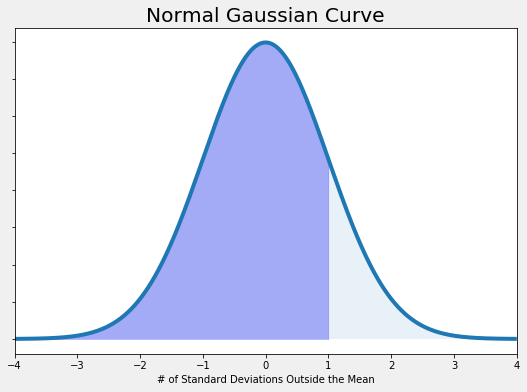 Normal Gaussian Curve
−4 −3 −2 −1 0 1 2 3 4
# of Standard Deviations Outside the Mean